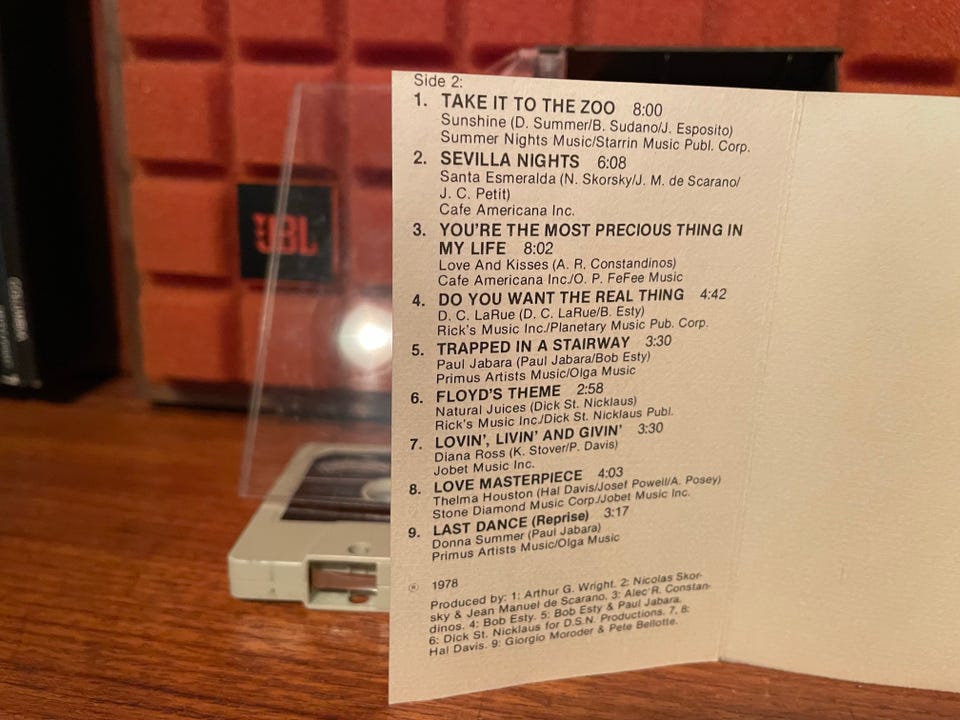 Side 2:
1. TAKE IT TO THE ZOO 8:00
Sunshine (D. Summer/B. Sudano/J. Esposito)
Summer Nights Music/Starrin Music Publ. Corp.
2. SEVILLA NIGHTS 6:08
Santa Esmeralda (N. Skorsky/J. M. de Scarano/
J. C. Petit)
Cafe Americana Inc.
3. YOU'RE THE MOST PRECIOUS THING IN
MY LIFE 8:02
Love And Kisses (A. R. Constandinos)
Cafe Americana Inc./O. P. FeFee Music
4. DO YOU WANT THE REAL THING 4:42
D. C. LaRue (D. C. LaRue/B. Esty)
Rick's Music Inc./Planetary Music Pub. Corp.
5. TRAPPED IN A STAIRWAY 3:30
Paul Jabara (Paul Jabara/Bob Esty)
Primus Artists Music/Olga Music
6. FLOYD'S THEME 2:58
Natural Juices (Dick St. Nicklaus)
Rick's Music Inc./Dick St. Nicklaus Publ.
7. LOVIN', LIVIN' AND GIVIN' 3:30
Diana Ross (K. Stover/P. Davis)
Jobet Music Inc.
8. LOVE MASTERPIECE 4:03
Thelma Houston (Hal Davis/Josef Powell/A. Posey)
Stone Diamond Music Corp./Jobet Music Inc.
9. LAST DANCE (Reprise) 3:17
Donna Summer (Paul Jabara)
Primus Artists Music/Olga Music
℗ 1978
Produced by: 1: Arthur G. Wright. 2: Nicolas Skor-
sky & Jean Manuel de Scarano. 3: Alec R. Constan-
dinos. 4: Bob Esty. 5: Bob Esty & Paul Jabara.
6: Dick St. Nicklaus for D.S.N. Productions. 7, 8:
Hal Davis. 9: Giorgio Moroder & Pete Bellotte.
JBL
COLUMBIA